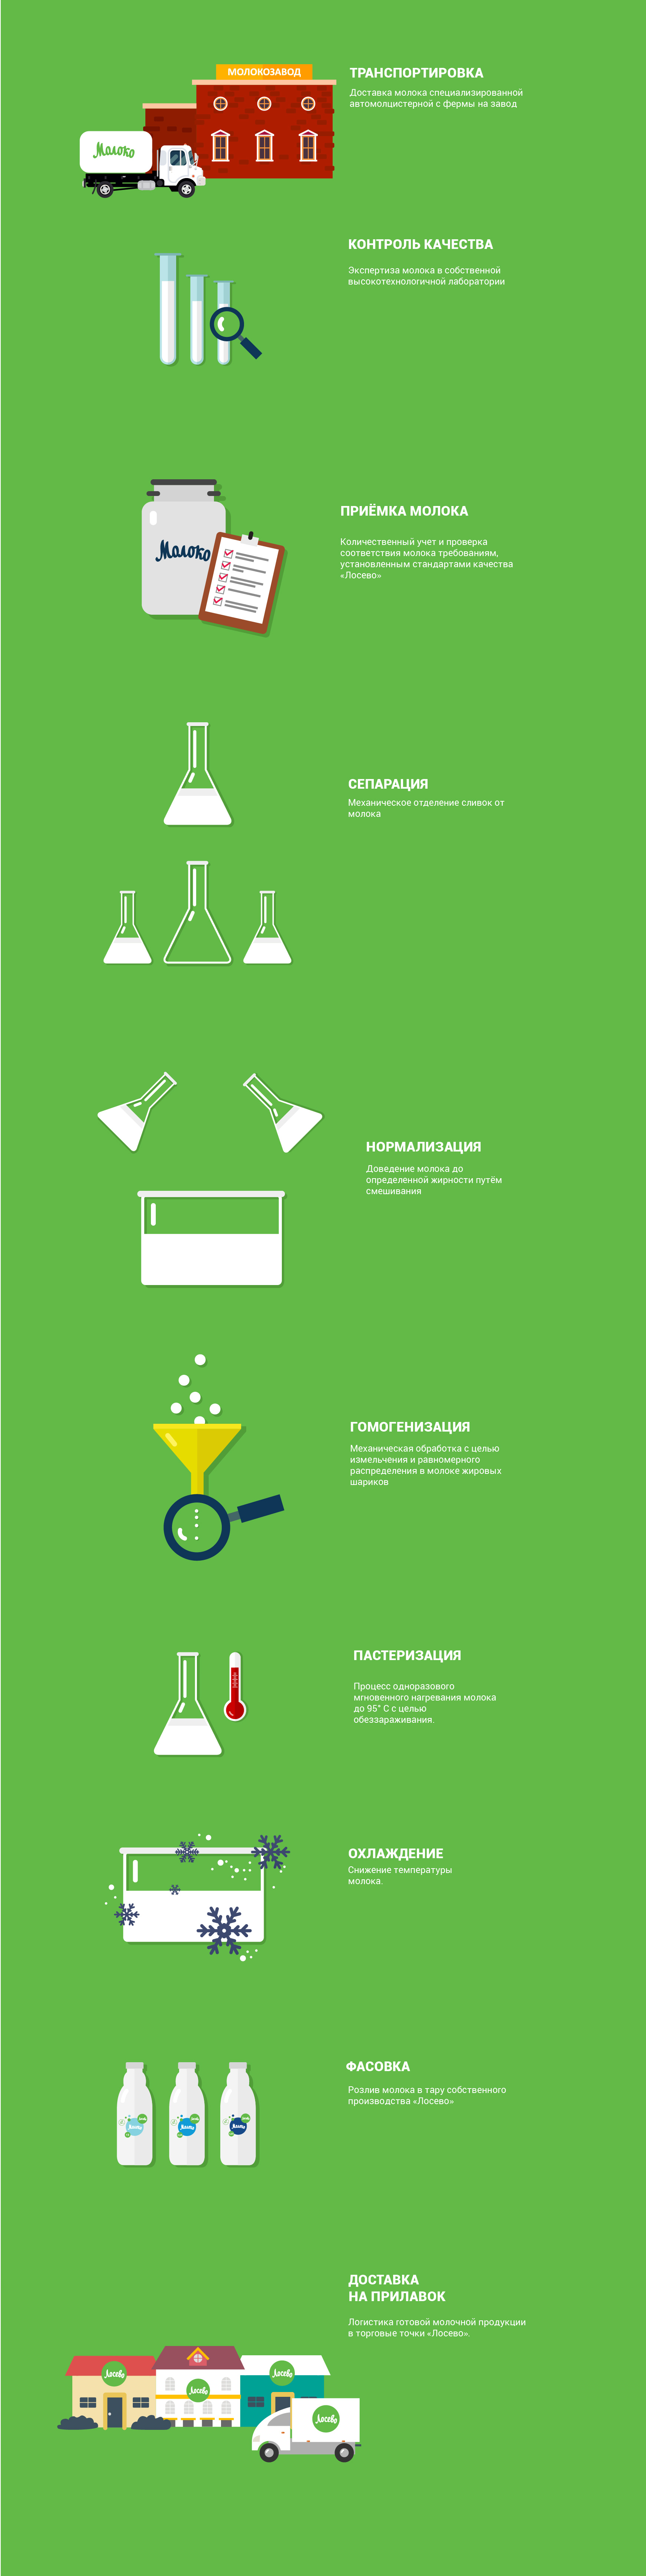 МОЛОКОЗАВОД
ТРАНСПОРТИРОВКА
Доставка молока специализированной
автомолцистерной с фермы на завод
Молоко
КОНТРОЛЬ КАЧЕСТВА
Экспертиза молока в собственной
высокотехнологичной лаборатории
ПРИЁМКА МОЛОКА
Количественный учет и проверка
соответствия молока требованиям,
установленным стандартами качества
«Лосево»
Молоко
СЕПАРАЦИЯ
Механическое отделение сливок от
молока
НОРМАЛИЗАЦИЯ
Доведение молока до
определенной жирности путём
смешивания
ГОМОГЕНИЗАЦИЯ
Механическая обработка с целью
измельчения и равномерного
распределения в молоке жировых
шариков
ПАСТЕРИЗАЦИЯ
Процесс одноразового
мгновенного нагревания молока
до 95° С с целью
обеззараживания.
ОХЛАЖДЕНИЕ
Снижение температуры
молока.
ФАСОВКА
Розлив молока в тару собственного
производства «Лосево»
Молоко
Молоко
Молоко
ДОСТАВКА
НА ПРИЛАВОК
Логистика готовой молочной продукции
в торговые точки «Лосево».
Лосево
Лосево
Лосево
Лосево